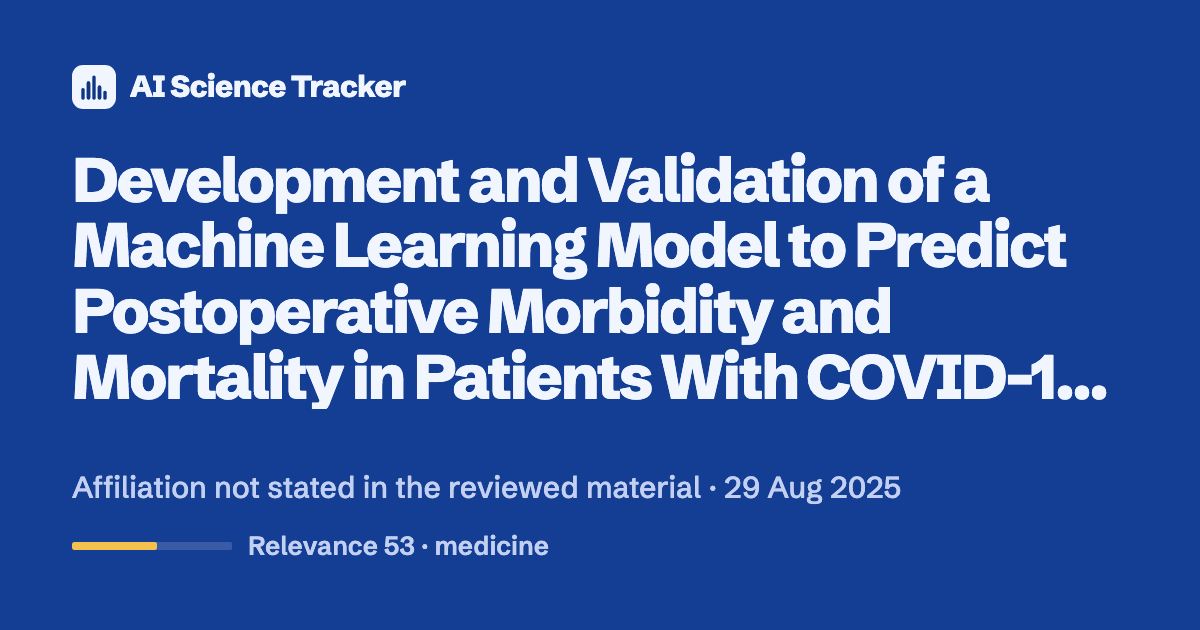 AI Science Tracker
Development and Validation of a
Machine Learning Model to Predict
Postoperative Morbidity and
Mortality in Patients With COVID-1...
Affiliation not stated in the reviewed material · 29 Aug 2025
Relevance 53 · medicine